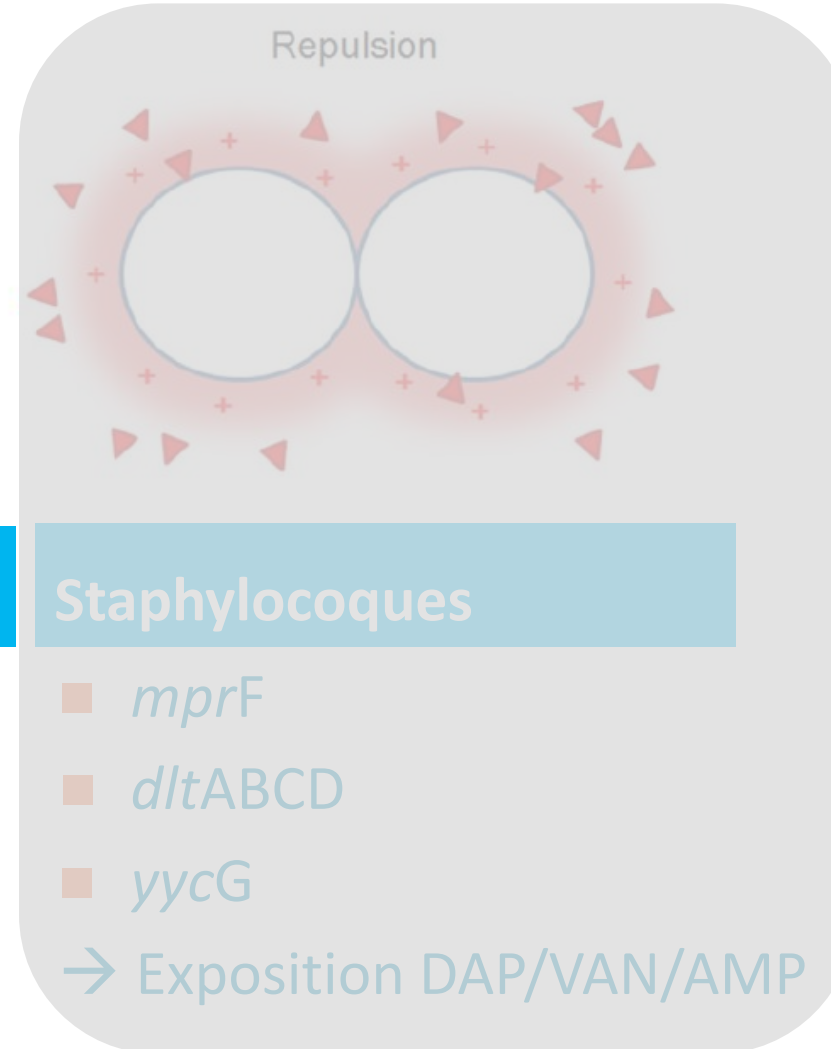 Repulsion
+ + + + + +
+ +
+ + + + + +
Staphylocoques
■ mprF
■ dltABCD
■ yycG
→ Exposition DAP/VAN/AMP